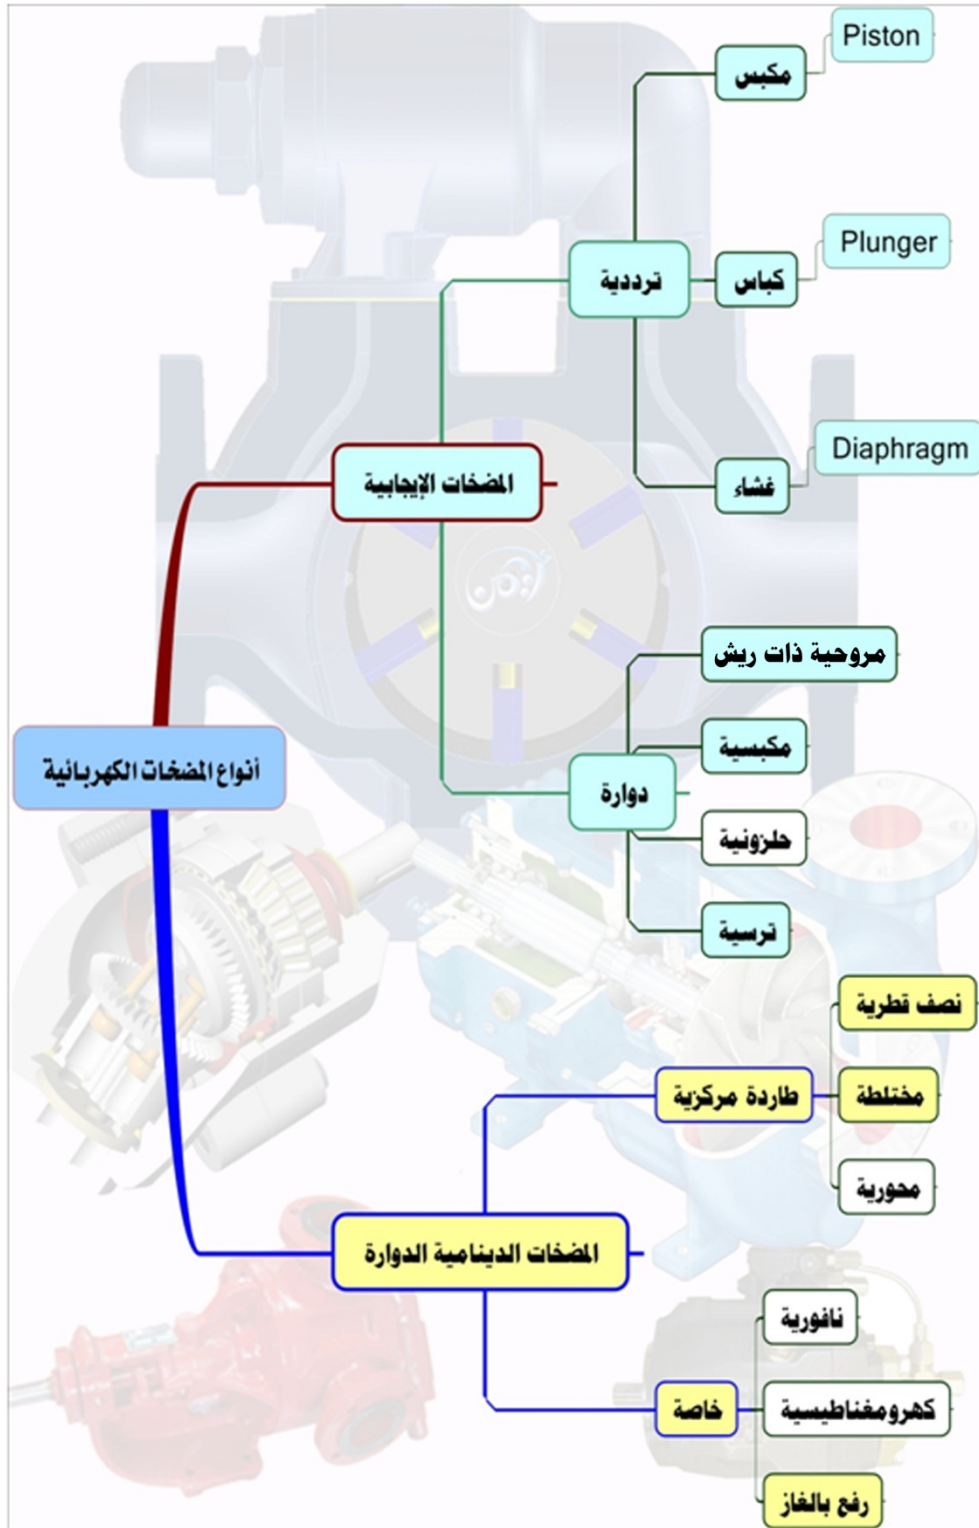 أنواع المضخات الكهربائية
المضخات الإيجابية
ترددية
مكبس
Piston
كباس
Plunger
غشاء
Diaphragm
دوارة
مروحية ذات ريش
مكبسية
حلزونية
ترسية
المضخات الدينامية الدوارة
طاردة مركزية
نصف قطرية
مختلطة
محورية
خاصة
نافورية
كهرومغناطيسية
رفع بالغاز